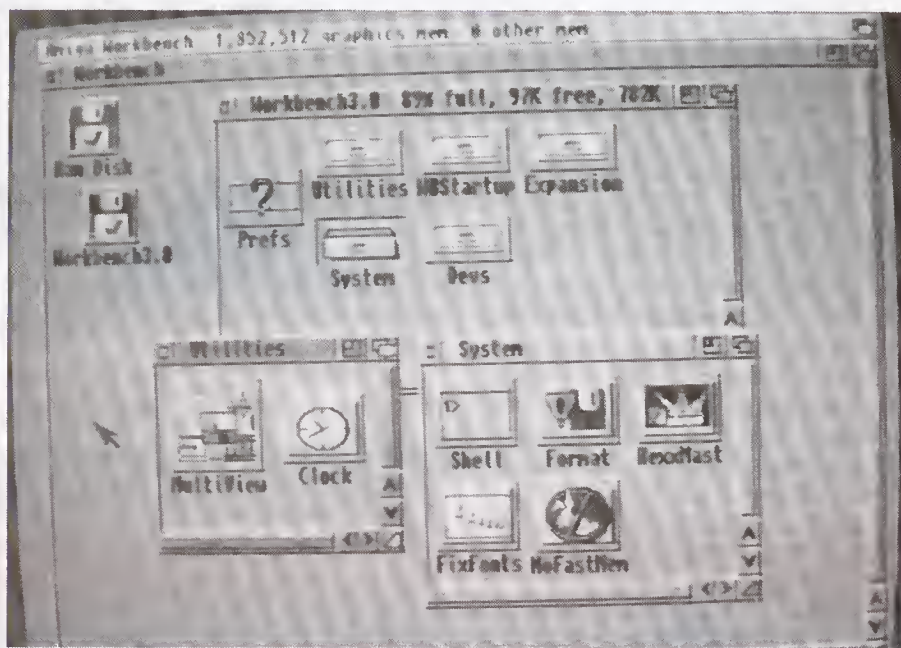 Amiga Workbench 1,852,512 graphics mem 0 other mem
Workbench
Ram Disk
Workbench3.0
Workbench3.0 89% full, 97K free, 782K
Utilities WBStartup Expansion
Prefs
System Devs
Utilities
MultiView Clock
System
Shell Format RexxMast
FixFonts NoFastMem